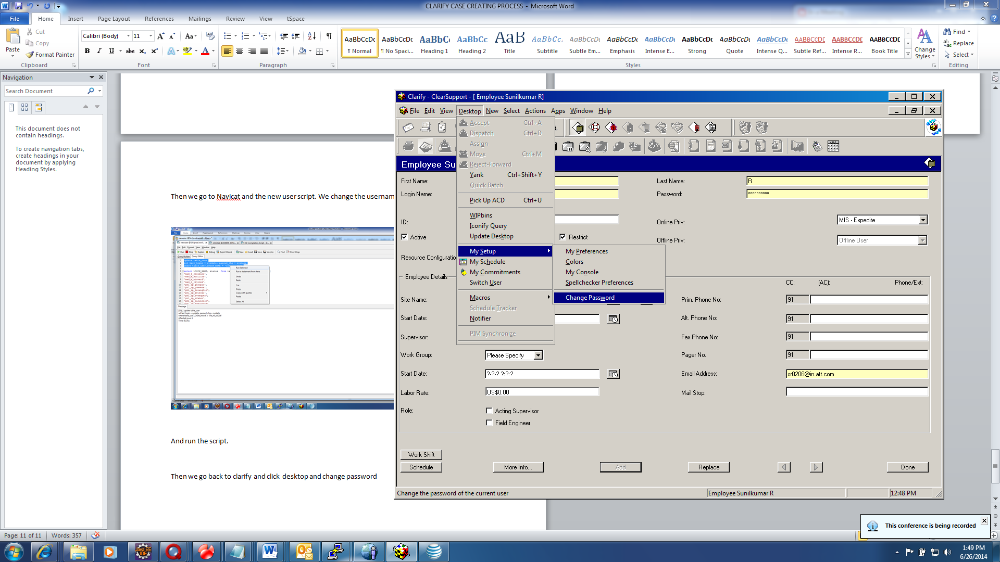 CLARIFY CASE CREATING PROCESS - Microsoft Word
File Home Insert Page Layout References Mailings Review View tSpace
Paste
Cut
Copy
Format Painter
Clipboard
Calibri (Body) 11
Font
Paragraph
AaBbCcDc AaBbCcDc AaBbCc AaBbCc AaB AaBbCc. AaBbCcDc AaBbCcDc AaBbCcDc AaBbCcDc AaBbCcDc AaBbCcDc AABBCCDE AABBCCDE AABBCCDE
¶ Normal ¶ No Spaci... Heading 1 Heading 2 Title Subtitle Subtle Em... Emphasis Intense E... Strong Quote Intense Q... Subtle Ref... Intense R... Book Title
Change Styles
Styles
Find
Replace
Select
Editing
Navigation
Search Document
This document does not
contain headings.
To create navigation tabs,
create headings in your
document by applying
Heading Styles.
Then we go to Navicat and the new user script. We change the usernam
And run the script.
Then we go back to clarify and click desktop and change password
Clarify - ClearSupport - [ Employee Sunilkumar R]
File Edit View Desktop New Select Actions Apps Window Help
Accept Ctrl+A
Dispatch Ctrl+D
Assign
Move Ctrl+M
Reject-Forward
Yank Ctrl+Shift+Y
Quick Batch
Pick Up ACD Ctrl+U
WIPbins
Iconify Query
Update Desktop
My Setup
My Schedule
My Commitments
Switch User
Macros
Schedule Tracker
Notifier
PIM Synchronize
My Preferences
Colors
My Console
Spellchecker Preferences
Change Password
Employee Su
First Name:
Last Name: R
Login Name:
Password: **********
ID:
Online Priv: MIS - Expedite
Active
Restrict
Offline Priv: Offline User
Resource Configuratio
Employee Details
CC: (AC): Phone/Ext:
Site Name:
Prim. Phone No: 91
Start Date:
Alt. Phone No: 91
Supervisor:
Fax Phone No: 91
Work Group: Please Specify
Pager No. 91
Start Date: ?-?-? ?:?:?
Email Address: sr0206@in.att.com
Labor Rate: US$0.00
Mail Stop:
Role:
Acting Supervisor
Field Engineer
Work Shift
Schedule More Info... Add Replace Done
Change the password of the current user Employee Sunilkumar R 12:48 PM
This conference is being recorded
Page: 11 of 11 Words: 357
1:49 PM
6/26/2014